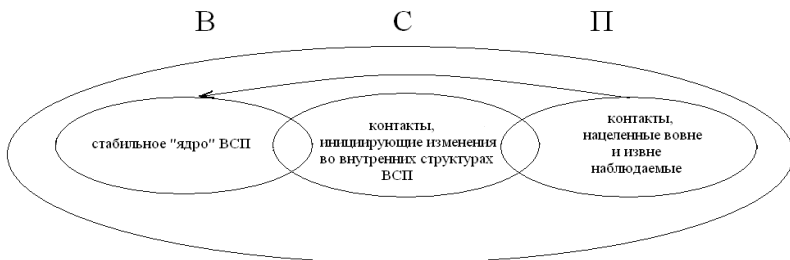 В С П
стабильное "ядро" ВСП
контакты,
инициирующие изменения
во внутренних структурах
ВСП
контакты,
нацеленные вовне
и извне
наблюдаемые